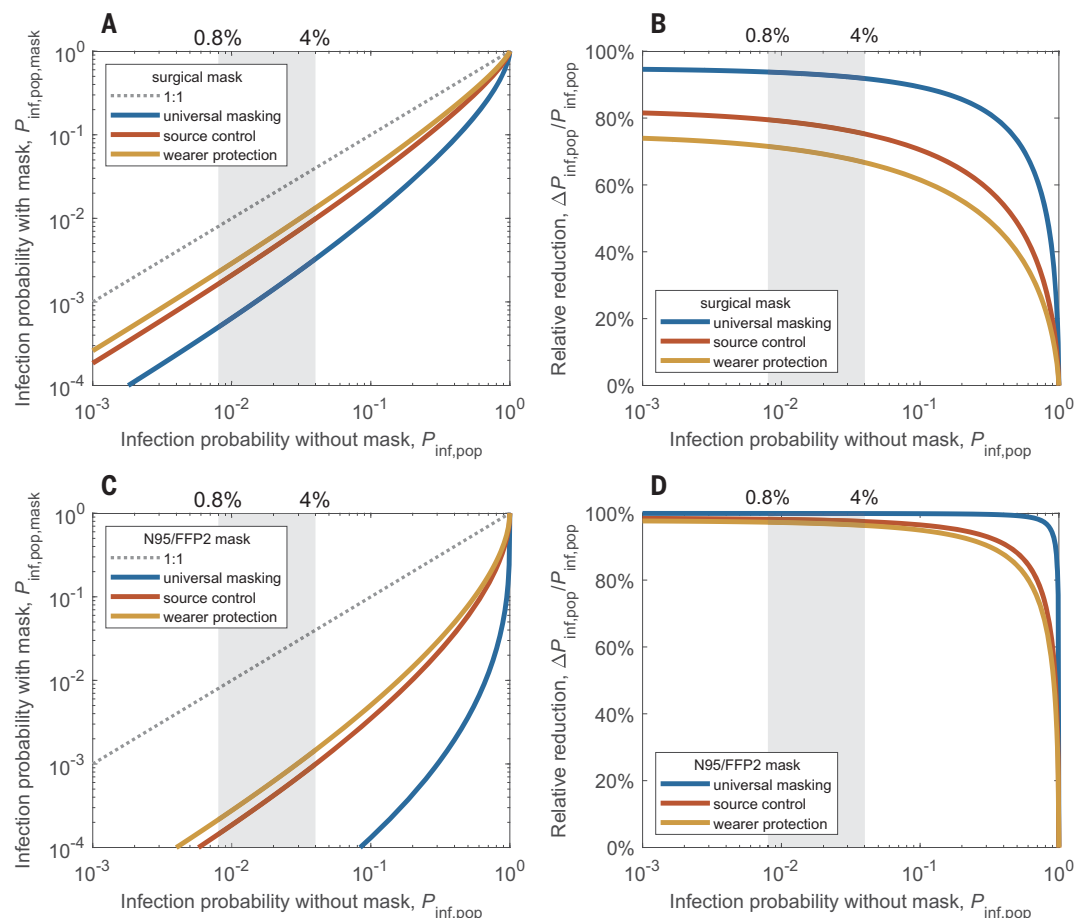 A
0.8% 4%
Infection probability with mask, P_inf,pop,mask
10^0
10^-1
10^-2
10^-3
10^-4
surgical mask
1:1
universal masking
source control
wearer protection
10^-3 10^-2 10^-1 10^0
Infection probability without mask, P_inf,pop
B
0.8% 4%
Relative reduction, ΔP_inf,pop/P_inf,pop
100%
80%
60%
40%
20%
0%
surgical mask
universal masking
source control
wearer protection
10^-3 10^-2 10^-1 10^0
Infection probability without mask, P_inf,pop
C
0.8% 4%
Infection probability with mask, P_inf,pop,mask
10^0
10^-1
10^-2
10^-3
10^-4
N95/FFP2 mask
1:1
universal masking
source control
wearer protection
10^-3 10^-2 10^-1 10^0
Infection probability without mask, P_inf,pop
D
0.8% 4%
Relative reduction, ΔP_inf,pop/P_inf,pop
100%
80%
60%
40%
20%
0%
N95/FFP2 mask
universal masking
source control
wearer protection
10^-3 10^-2 10^-1 10^0
Infection probability without mask, P_inf,pop